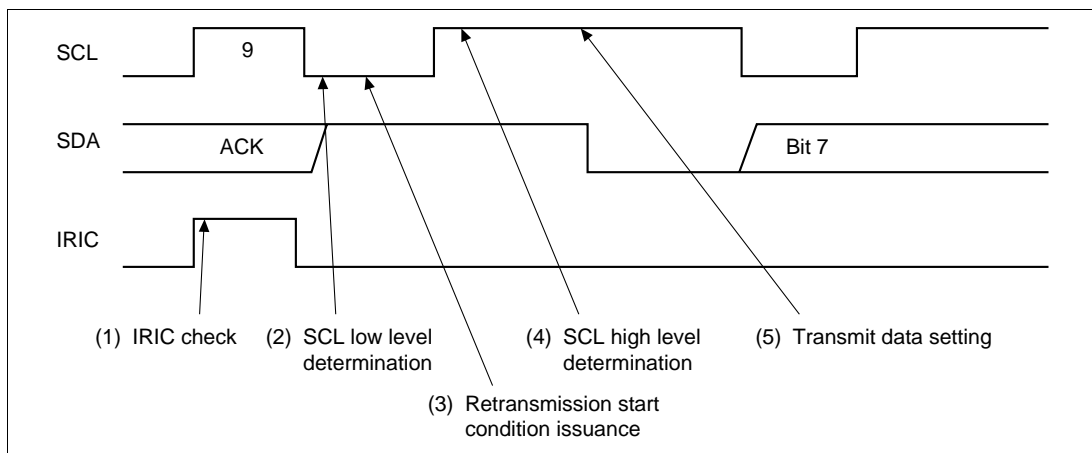 SCL
9
SDA
ACK
Bit 7
IRIC
(1) IRIC check
(2) SCL low level
determination
(3) Retransmission start
condition issuance
(4) SCL high level
determination
(5) Transmit data setting